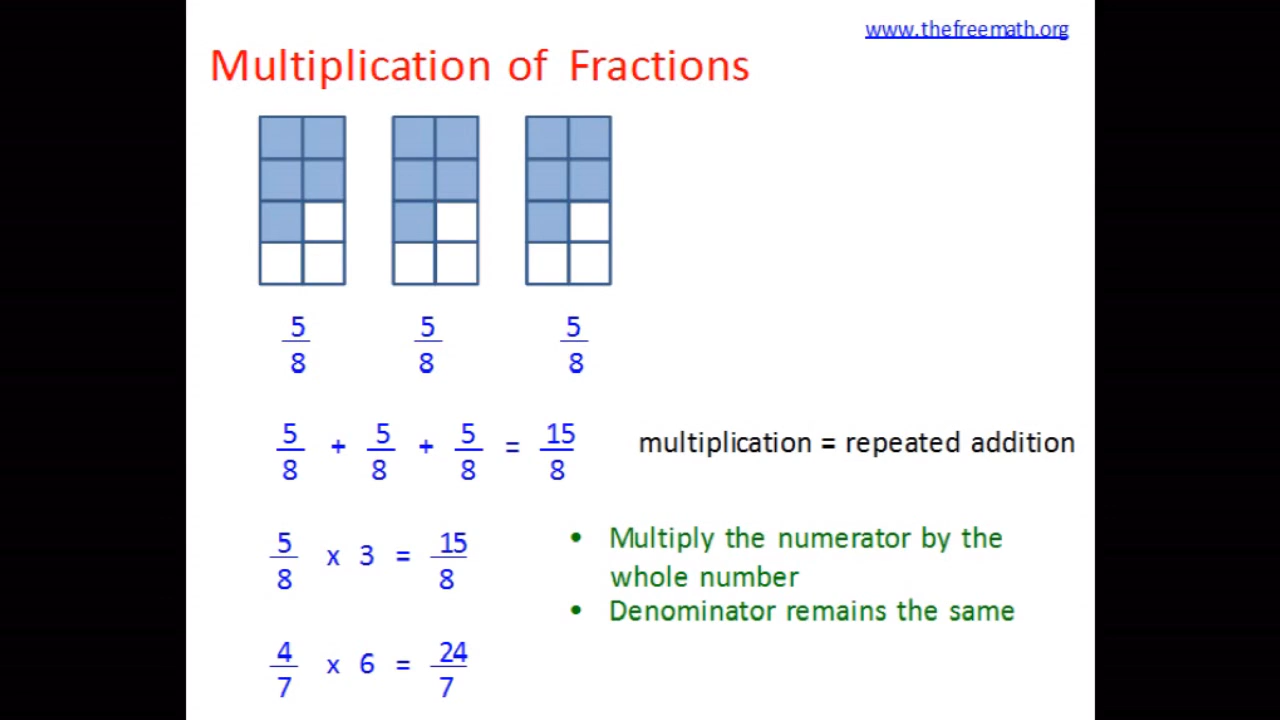 www.thefreemath.org
Multiplication of Fractions
5/8 5/8 5/8
5/8 + 5/8 + 5/8 = 15/8 multiplication = repeated addition
5/8 x 3 = 15/8
• Multiply the numerator by the
whole number
• Denominator remains the same
4/7 x 6 = 24/7